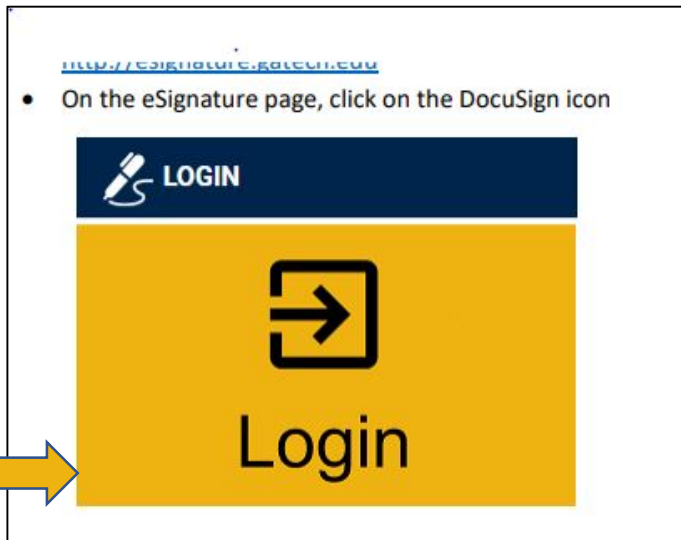 http://esignature.gatech.edu
• On the eSignature page, click on the DocuSign icon
LOGIN
Login